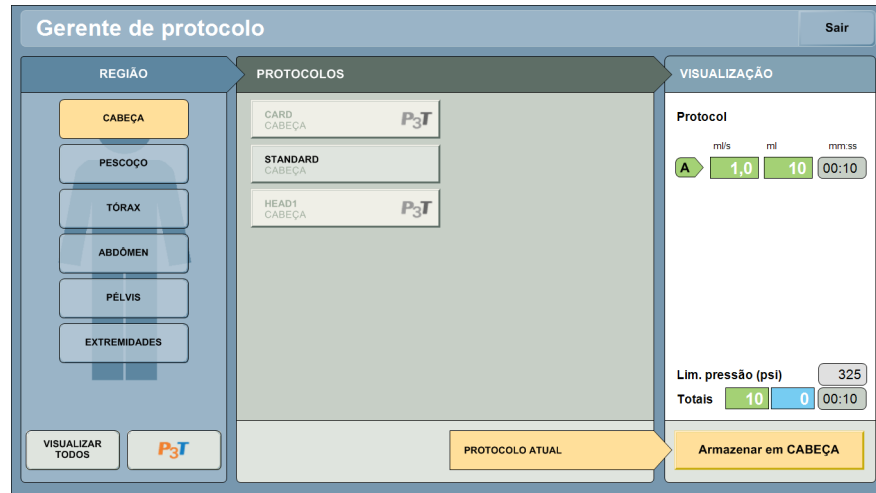 Gerente de protocolo
Sair
REGIÃO
CABEÇA
PESCOÇO
TÓRAX
ABDÔMEN
PÉLVIS
EXTREMIDADES
VISUALIZAR
TODOS
P3T
PROTOCOLOS
CARD
CABEÇA
P3T
STANDARD
CABEÇA
HEAD1
CABEÇA
P3T
PROTOCOLO ATUAL
VISUALIZAÇÃO
Protocol
ml/s ml mm:ss
A 1,0 10 00:10
Lim. pressão (psi) 325
Totais 10 0 00:10
Armazenar em CABEÇA